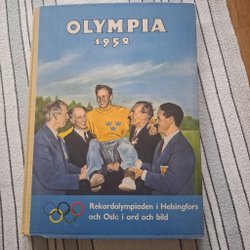 OLYMPIA
1952
Rekordolympiaden i Helsingfors
och Oslo i ord och bild